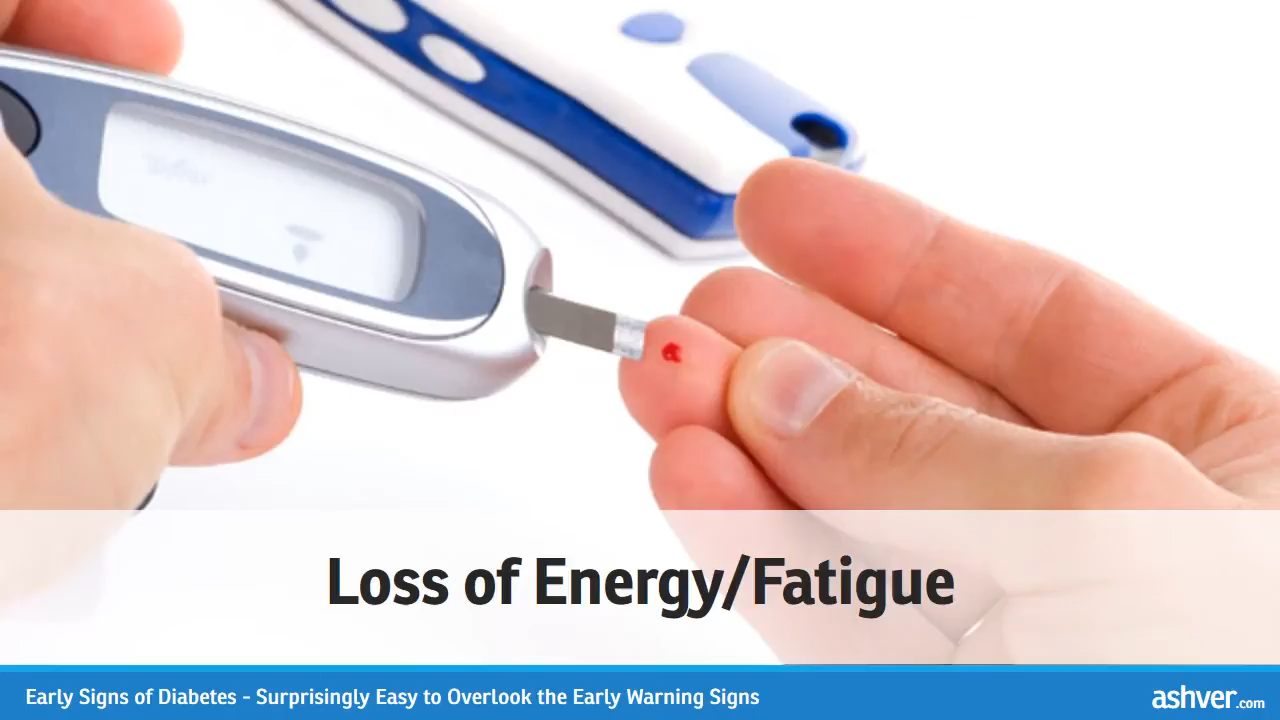 Loss of Energy/Fatigue
Early Signs of Diabetes - Surprisingly Easy to Overlook the Early Warning Signs
ashver.com